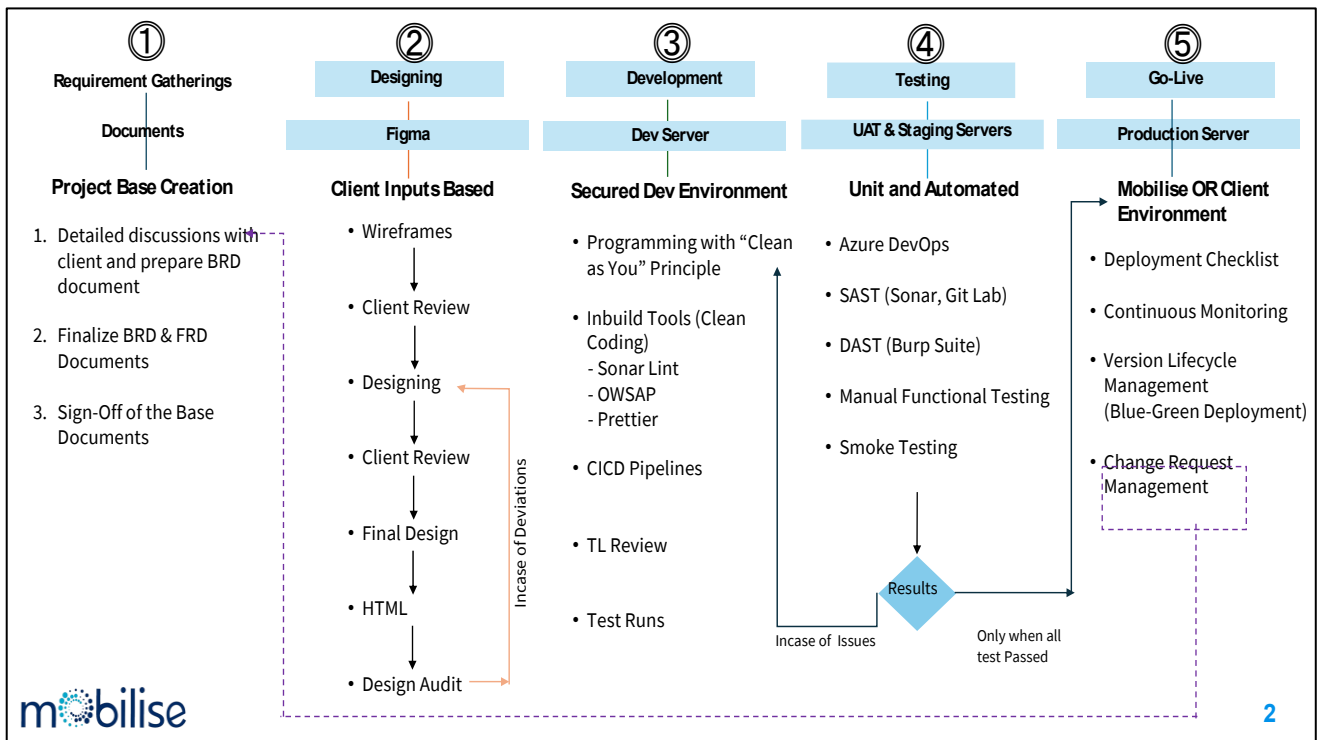 ①
Requirement Gatherings
Documents
Project Base Creation
1. Detailed discussions with
client and prepare BRD
document
2. Finalize BRD & FRD
Documents
3. Sign-Off of the Base
Documents
②
Designing
Figma
Client Inputs Based
• Wireframes
• Client Review
• Designing
• Client Review
• Final Design
• HTML
• Design Audit
Incase of Deviations
③
Development
Dev Server
Secured Dev Environment
• Programming with “Clean
as You” Principle
• Inbuild Tools (Clean
Coding)
- Sonar Lint
- OWSAP
- Prettier
• CICD Pipelines
• TL Review
• Test Runs
④
Testing
UAT & Staging Servers
Unit and Automated
• Azure DevOps
• SAST (Sonar, Git Lab)
• DAST (Burp Suite)
• Manual Functional Testing
• Smoke Testing
Results
Incase of Issues
Only when all
test Passed
⑤
Go-Live
Production Server
Mobilise OR Client
Environment
• Deployment Checklist
• Continuous Monitoring
• Version Lifecycle
Management
(Blue-Green Deployment)
• Change Request
Management
mobilise
2